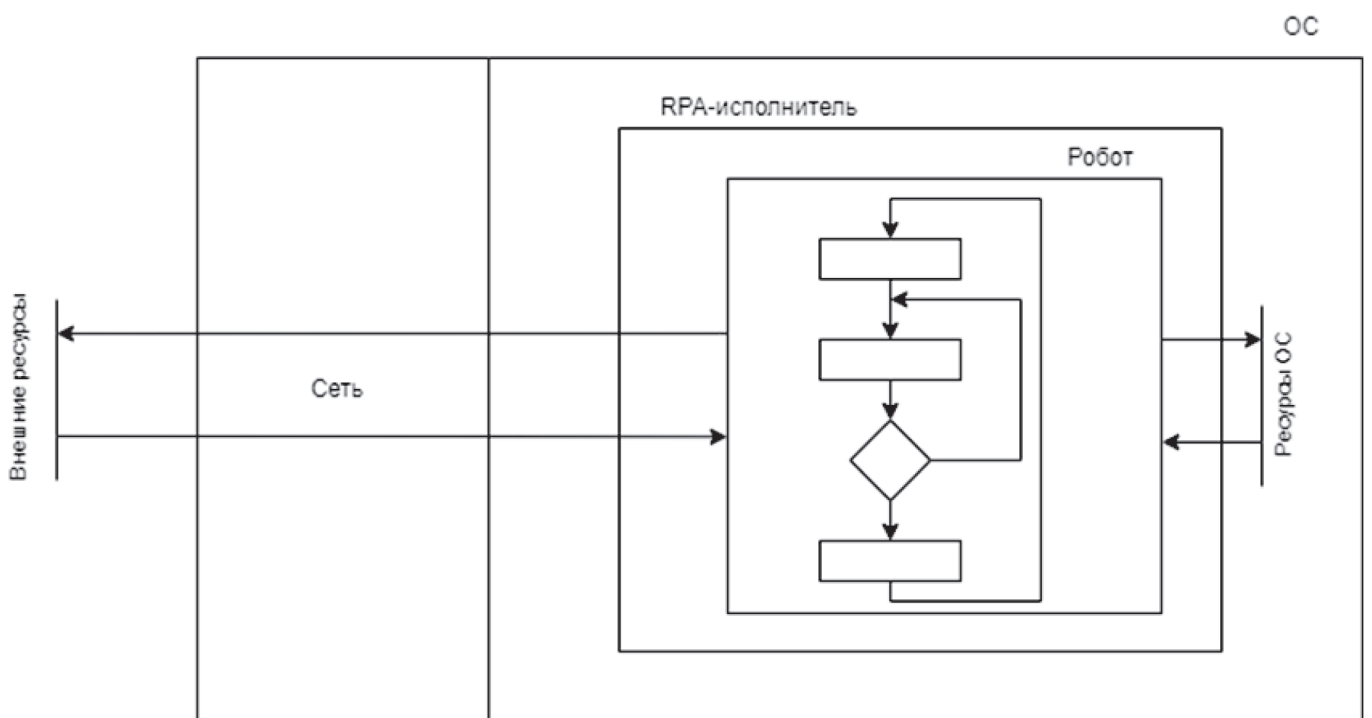 ОС
RPA-исполнитель
Робот
Внешние ресурсы
Сеть
Ресурсы ОС